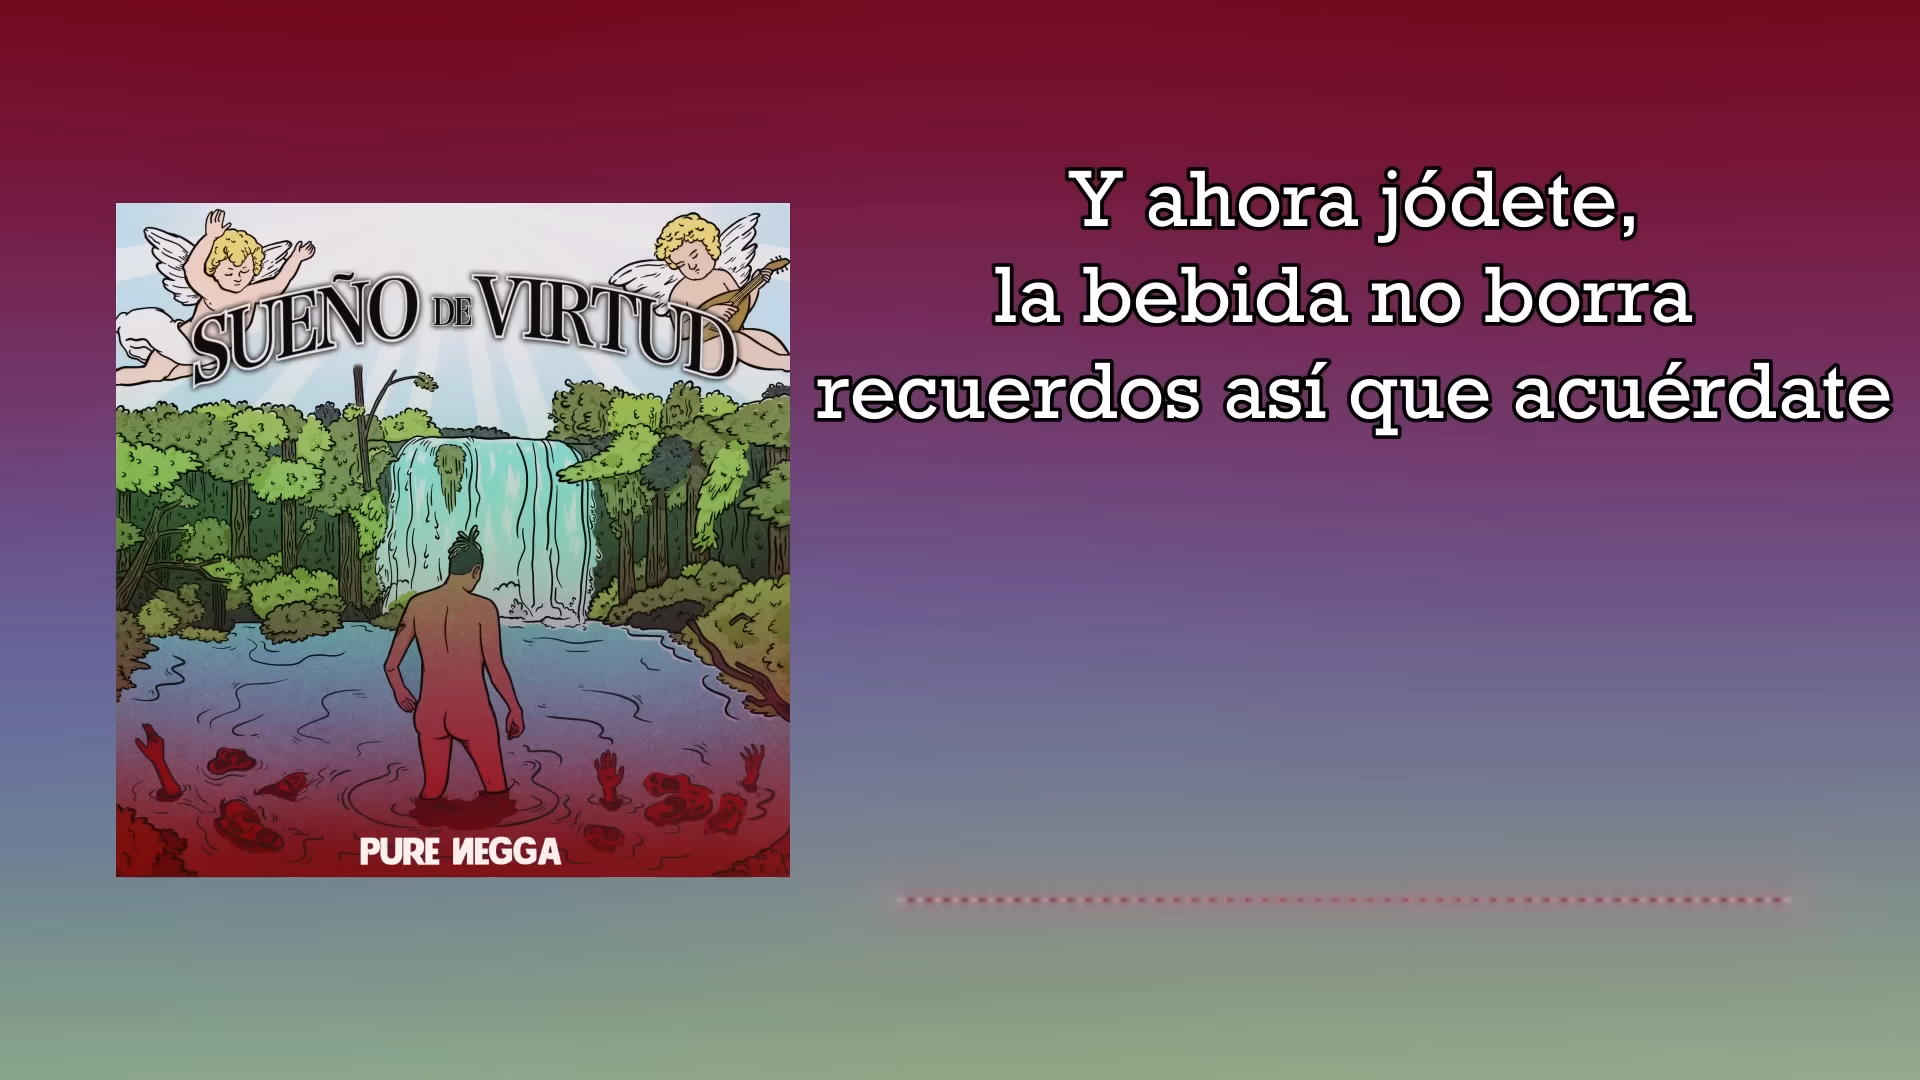 SUEÑO DE VIRTUD
PURE NEGGA
Y ahora jódete,
la bebida no borra
recuerdos así que acuérdate